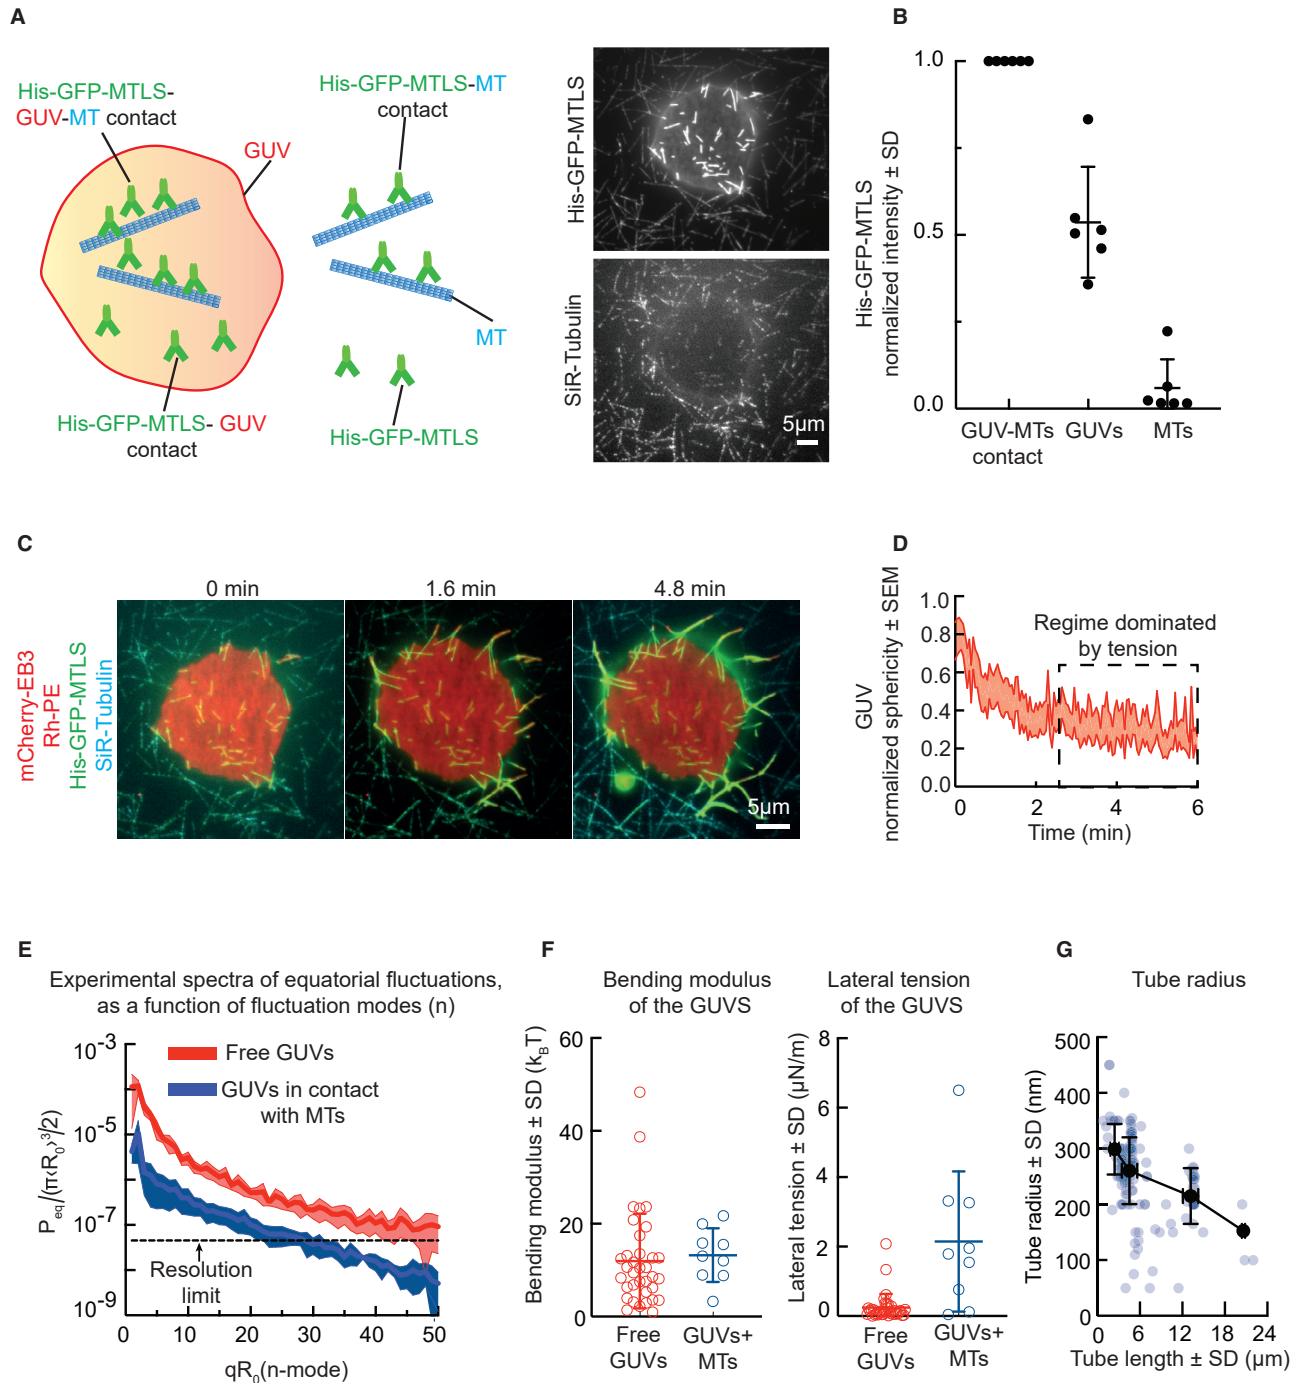 A
His-GFP-MTLS-
GUV-MT contact
GUV
His-GFP-MTLS-MT
contact
MT
His-GFP-MTLS- GUV
contact
His-GFP-MTLS
His-GFP-MTLS
SiR-Tubulin
5µm
B
His-GFP-MTLS
normalized intensity ± SD
1.0
0.5
0.0
GUV-MTs
contact
GUVs
MTs
C
mCherry-EB3
Rh-PE
His-GFP-MTLS
SiR-Tubulin
0 min
1.6 min
4.8 min
5µm
D
GUV
normalized sphericity ± SEM
1.0
0.8
0.6
0.4
0.2
0.0
Regime dominated
by tension
0 2 4 6
Time (min)
E
Experimental spectra of equatorial fluctuations,
as a function of fluctuation modes (n)
P_eq/(π‹R₀›³/2)
10⁻³
10⁻⁵
10⁻⁷
10⁻⁹
Free GUVs
GUVs in contact
with MTs
Resolution
limit
0 10 20 30 40 50
qR₀(n-mode)
F
Bending modulus
of the GUVS
Bending modulus ± SD (k_BT)
60
40
20
0
Free
GUVs
GUVs+
MTs
Lateral tension
of the GUVS
Lateral tension ± SD (µN/m)
8
6
4
2
0
Free
GUVs
GUVs+
MTs
G
Tube radius
Tube radius ± SD (nm)
500
400
300
200
100
0
0 6 12 18 24
Tube length ± SD (µm)